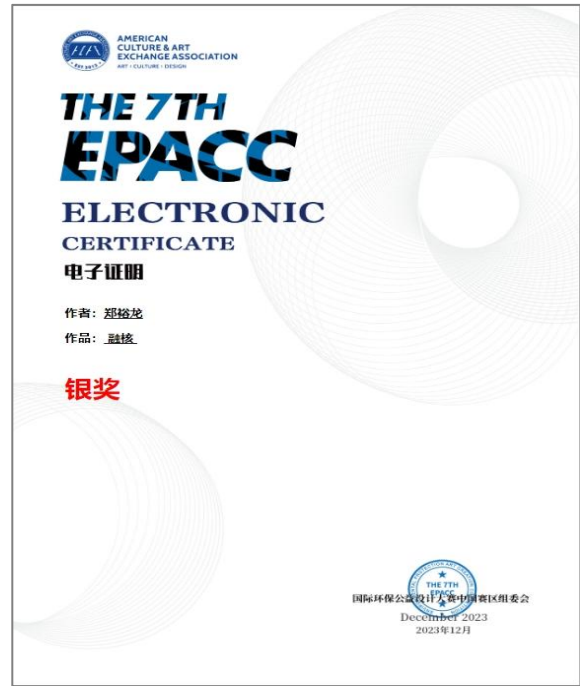 AMERICAN
CULTURE & ART
EXCHANGE ASSOCIATION
ART · CULTURE · DESIGN
THE 7TH
EPACC
ELECTRONIC
CERTIFICATE
电子证明
作者：郑裕龙
作品：融核
银奖
THE 7TH
EPACC
国际环保公益设计大赛中国赛区组委会
December 2023
2023年12月